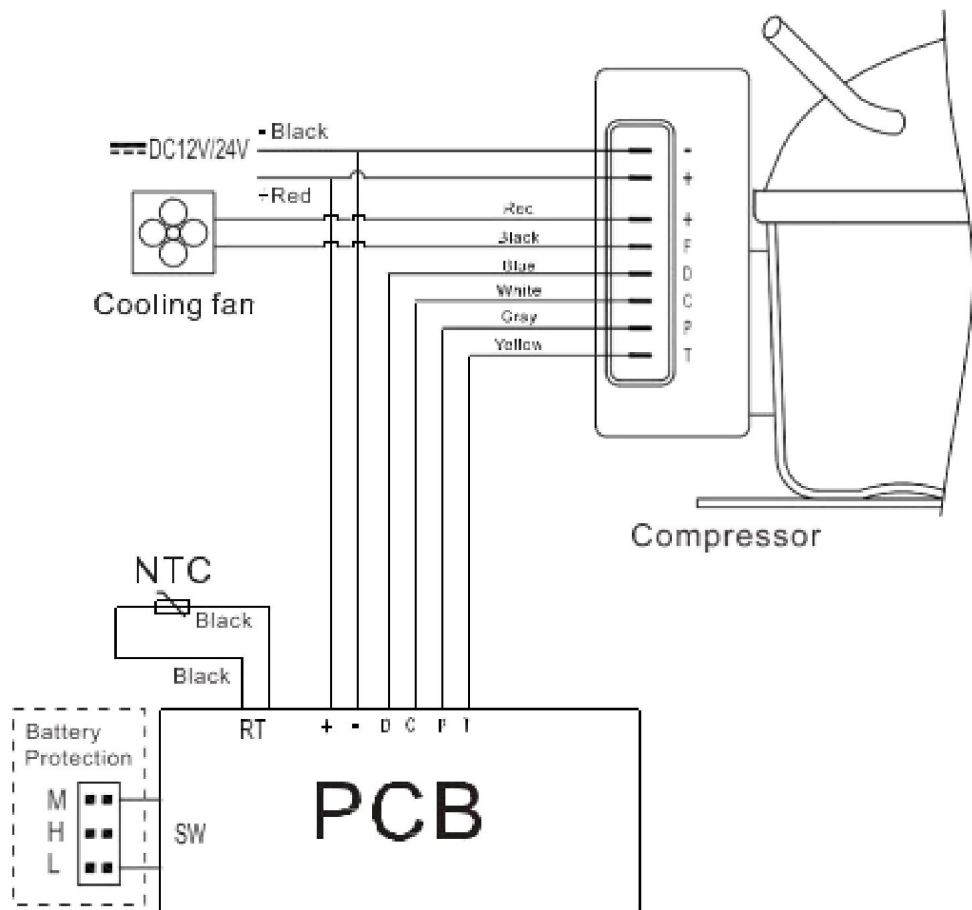 - Black
DC12V/24V
+Red
Cooling fan
Red
Black
Blue
White
Gray
Yellow
-
+
+
F
D
C
P
T
Compressor
NTC
Black
Black
RT
+ - D C P T
Battery
Protection
M
H
L
SW
PCB